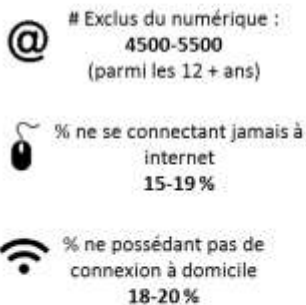 # Exclus du numérique :
4500-5500
(parmi les 12 + ans)
% ne se connectant jamais à
internet
15-19 %
% ne possédant pas de
connexion à domicile
18-20 %